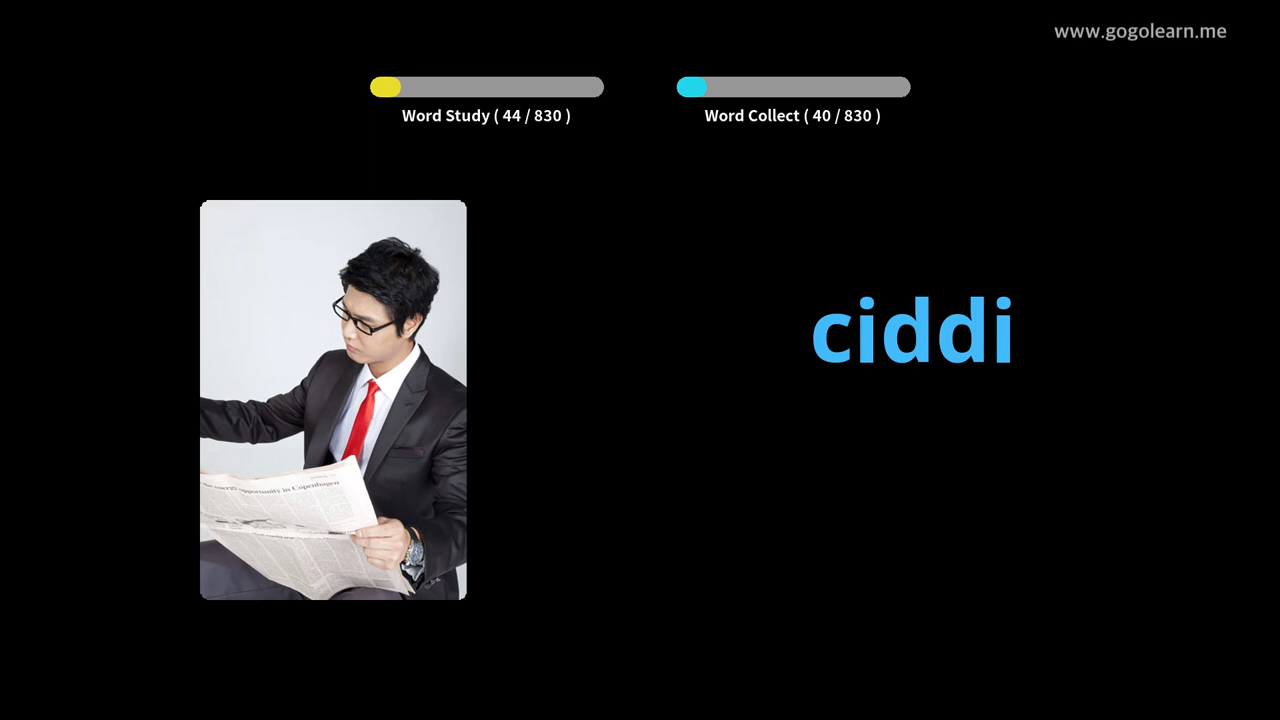 www.gogolearn.me
Word Study ( 44 / 830 )
Word Collect ( 40 / 830 )
ciddi
opportunity in Copenhagen